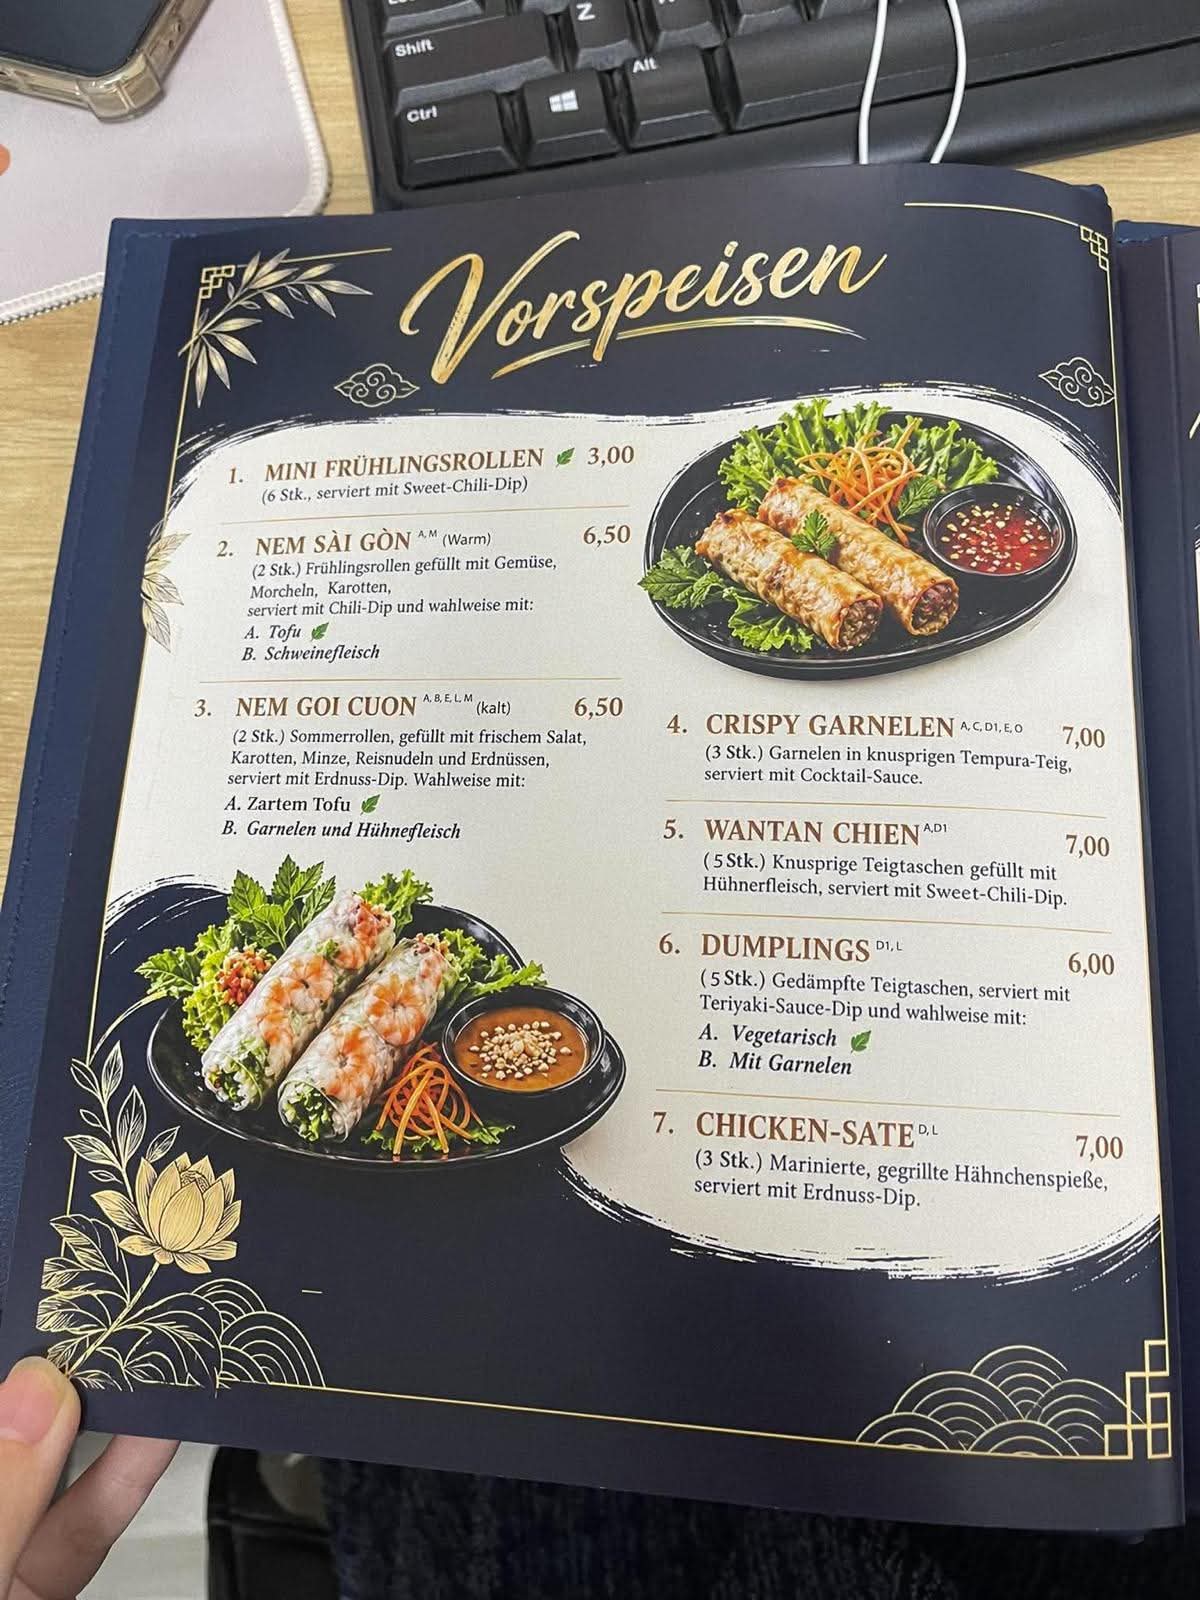 Shift
Z
Ctrl
Alt
Vorspeisen
1. MINI FRÜHLINGSROLLEN 3,00
(6 Stk., serviert mit Sweet-Chili-Dip)
2. NEM SÀI GÒN A, M (Warm) 6,50
(2 Stk.) Frühlingsrollen gefüllt mit Gemüse,
Morcheln, Karotten,
serviert mit Chili-Dip und wahlweise mit:
A. Tofu
B. Schweinefleisch
3. NEM GOI CUON A, B, E, L, M (kalt) 6,50
(2 Stk.) Sommerrollen, gefüllt mit frischem Salat,
Karotten, Minze, Reisnudeln und Erdnüssen,
serviert mit Erdnuss-Dip. Wahlweise mit:
A. Zartem Tofu
B. Garnelen und Hühnefleisch
4. CRISPY GARNELEN A, C, D1, E, O 7,00
(3 Stk.) Garnelen in knusprigen Tempura-Teig,
serviert mit Cocktail-Sauce.
5. WANTAN CHIEN A,D1 7,00
(5 Stk.) Knusprige Teigtaschen gefüllt mit
Hühnerfleisch, serviert mit Sweet-Chili-Dip.
6. DUMPLINGS D1, L 6,00
(5 Stk.) Gedämpfte Teigtaschen, serviert mit
Teriyaki-Sauce-Dip und wahlweise mit:
A. Vegetarisch
B. Mit Garnelen
7. CHICKEN-SATE D, L 7,00
(3 Stk.) Marinierte, gegrillte Hähnchenspieße,
serviert mit Erdnuss-Dip.